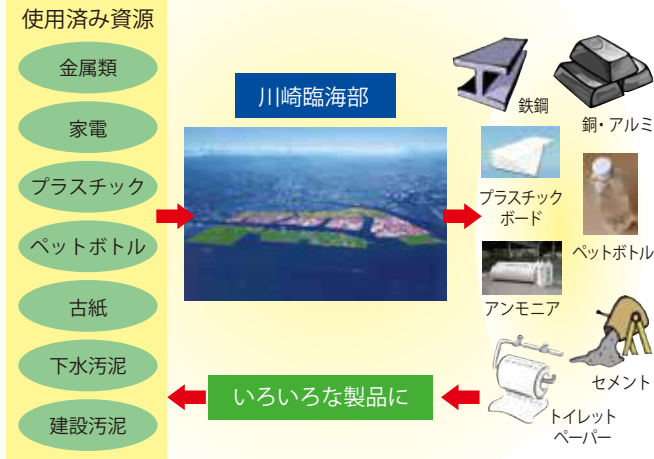 使用済み資源
金属類
家電
プラスチック
ペットボトル
古紙
下水汚泥
建設汚泥
川崎臨海部
いろいろな製品に
鉄鋼
銅・アルミ
プラスチック
ボード
ペットボトル
アンモニア
セメント
トイレット
ペーパー